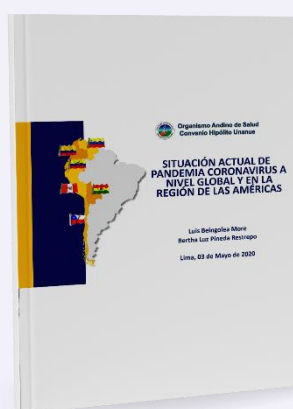 Organismo Andino de Salud
Convenio Hipólito Unanue
SITUACIÓN ACTUAL DE
PANDEMIA CORONAVIRUS A
NIVEL GLOBAL Y EN LA
REGIÓN DE LAS AMÉRICAS
Luis Beingolea More
Bertha Luz Pineda Restrepo
Lima, 03 de Mayo de 2020